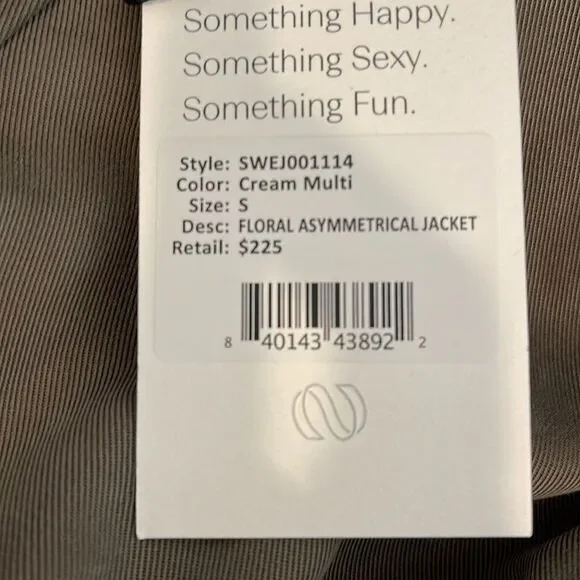 Something Happy.
Something Sexy.
Something Fun.
Style: SWEJ001114
Color: Cream Multi
Size: S
Desc: FLORAL ASYMMETRICAL JACKET
Retail: $225
8 40143 43892 2